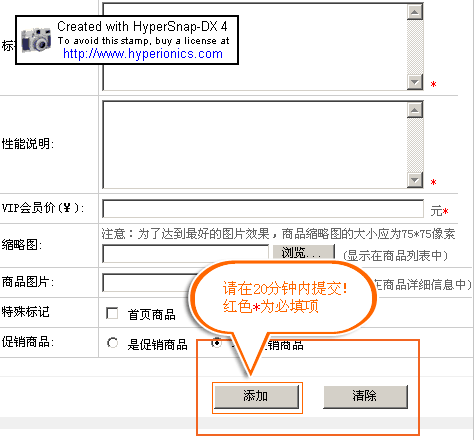 Created with HyperSnap-DX 4
To avoid this stamp, buy a license at
http://www.hyperionics.com
标
*
性能说明:
*
VIP会员价(¥): 元*
注意：为了达到最好的图片效果，商品缩略图的大小应为75*75像素
缩略图: 浏览... (显示在商品列表中)
商品图片: 在商品详细信息中)
请在20分钟内提交!
红色*为必填项
特殊标记 首页商品
促销商品: 是促销商品 促销商品
添加 清除